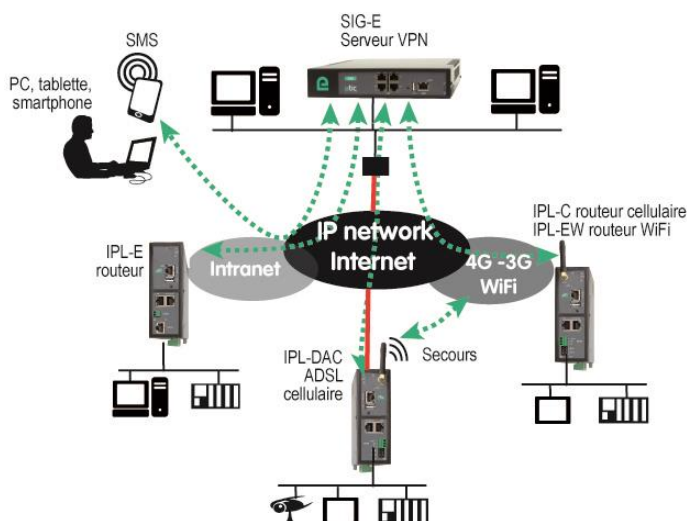 SIG-E
Serveur VPN
SMS
PC, tablette,
smartphone
etic
IPL-C routeur cellulaire
IPL-EW routeur WiFi
IPL-E
routeur
IP network
Internet
Intranet
4G -3G
WiFi
IPL-DAC
ADSL
cellulaire
Secours